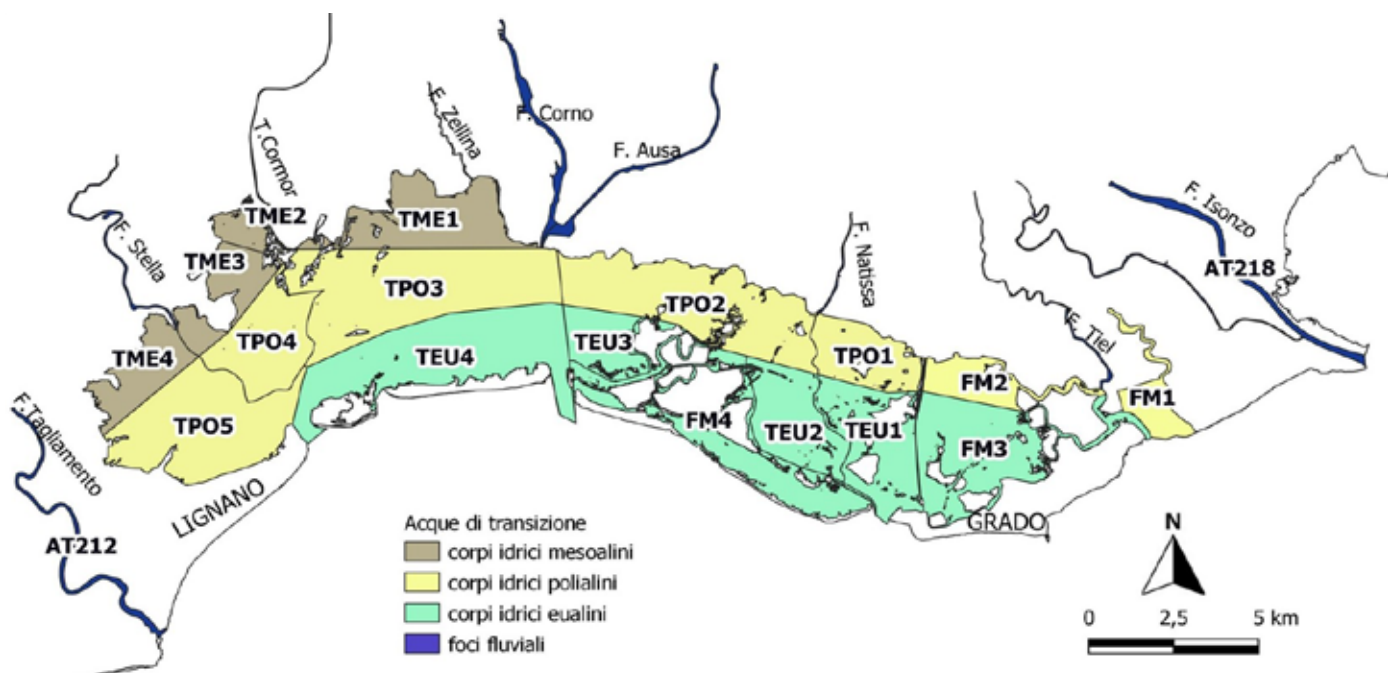 F. Stella
T.Cormor
F. Zellina
F. Corno
F. Ausa
F. Natissa
F. Tiel
F. Isonzo
AT218
TME2
TME1
TME3
TME4
TPO3
TPO2
TPO4
TPO1
TPO5
TEU4
TEU3
FM2
FM1
FM4
TEU2
TEU1
FM3
F.Tagliamento
AT212
LIGNANO
GRADO
Acque di transizione
corpi idrici mesoalini
corpi idrici polialini
corpi idrici eualini
foci fluviali
N
0 2,5 5 km